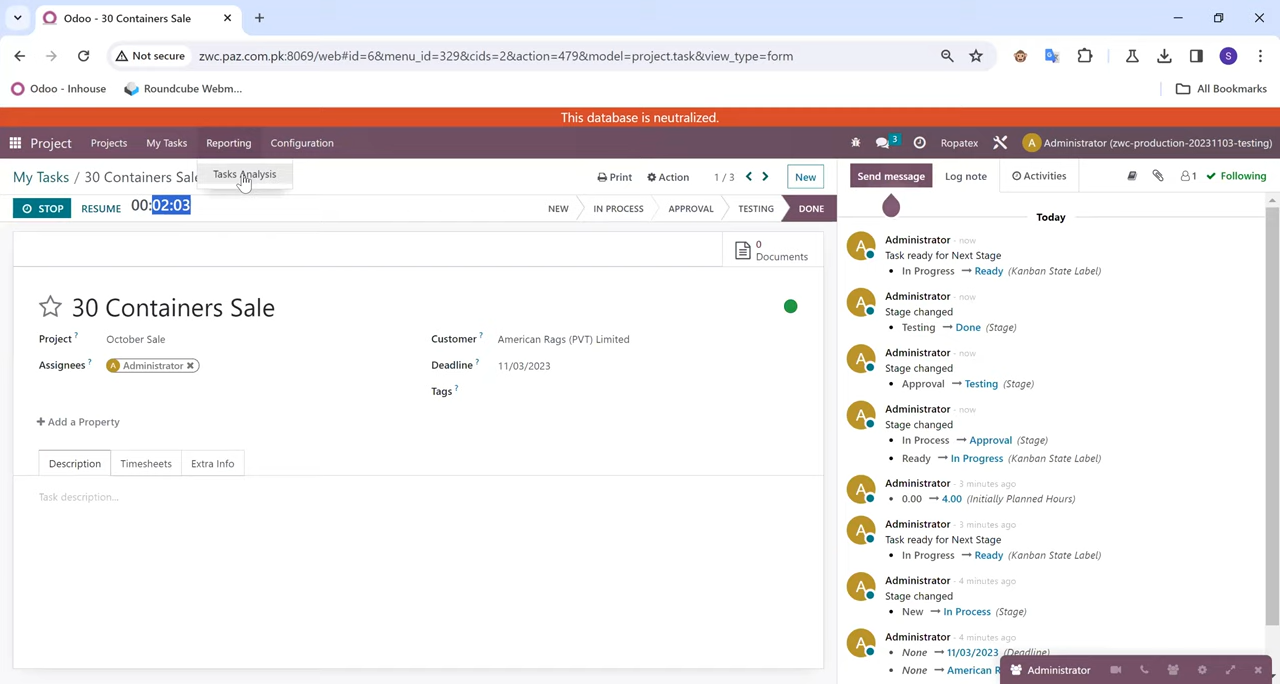 Odoo - 30 Containers Sale
Not secure
zwc.paz.com.pk:8069/web#id=6&menu_id=329&cids=2&action=479&model=project.task&view_type=form
S
Odoo - Inhouse
Roundcube Webm...
All Bookmarks
This database is neutralized.
Project
Projects
My Tasks
Reporting
Configuration
3
Ropatex
A
Administrator (zwc-production-20231103-testing)
Tasks Analysis
My Tasks / 30 Containers Sale
Print
Action
1 / 3
New
STOP
RESUME
00:02:03
NEW
IN PROCESS
APPROVAL
TESTING
DONE
0
Documents
30 Containers Sale
Project ?
October Sale
Customer ?
American Rags (PVT) Limited
Assignees ?
A Administrator
Deadline ?
11/03/2023
Tags ?
Add a Property
Description
Timesheets
Extra Info
Task description...
Send message
Log note
Activities
1
Following
Today
A
Administrator - now
Task ready for Next Stage
In Progress → Ready (Kanban State Label)
A
Administrator - now
Stage changed
Testing → Done (Stage)
A
Administrator - now
Stage changed
Approval → Testing (Stage)
A
Administrator - now
Stage changed
In Process → Approval (Stage)
Ready → In Progress (Kanban State Label)
A
Administrator - 3 minutes ago
0.00 → 4.00 (Initially Planned Hours)
A
Administrator - 3 minutes ago
Task ready for Next Stage
In Progress → Ready (Kanban State Label)
A
Administrator - 4 minutes ago
Stage changed
New → In Process (Stage)
A
Administrator - 4 minutes ago
None → 11/03/2023 (Deadline)
None → American R
Administrator